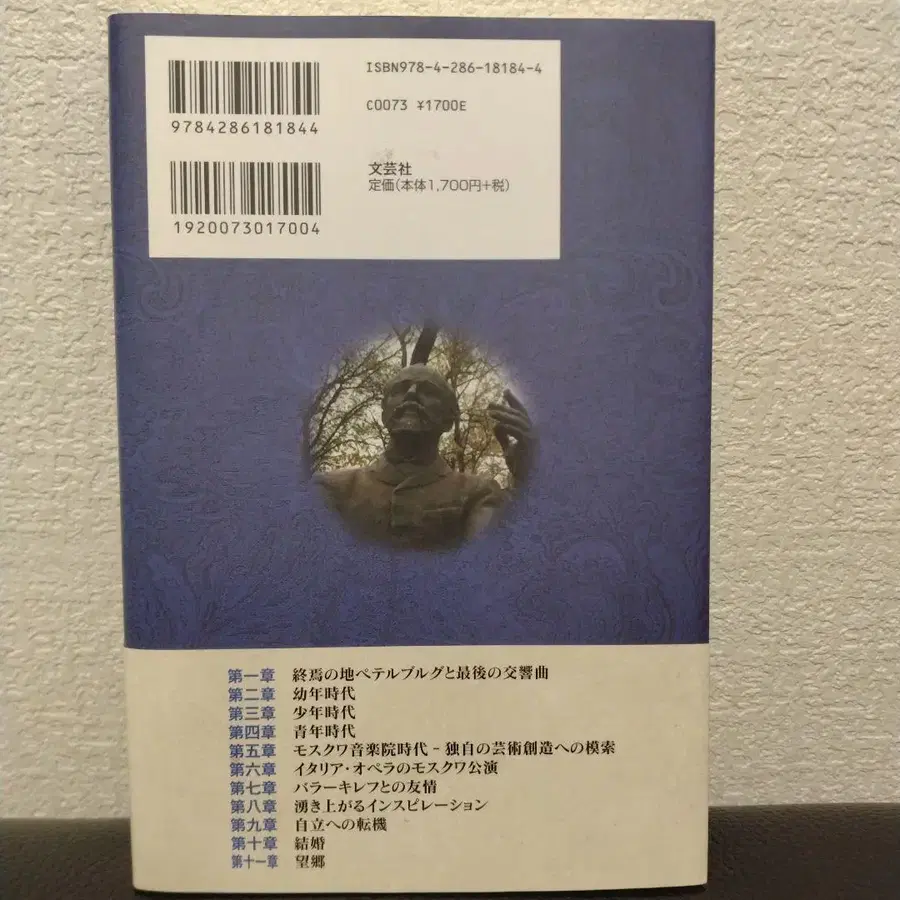 ISBN978-4-286-18184-4
C0073 ¥1700E
9784286181844
文芸社
定価(本体1,700円+税)
1920073017004
第一章 終焉の地ペテルブルグと最後の交響曲
第二章 幼年時代
第三章 少年時代
第四章 青年時代
第五章 モスクワ音楽院時代－独自の芸術創造への模索
第六章 イタリア・オペラのモスクワ公演
第七章 バラーキレフとの友情
第八章 湧き上がるインスピレーション
第九章 自立への転機
第十章 結婚
第十一章 望郷